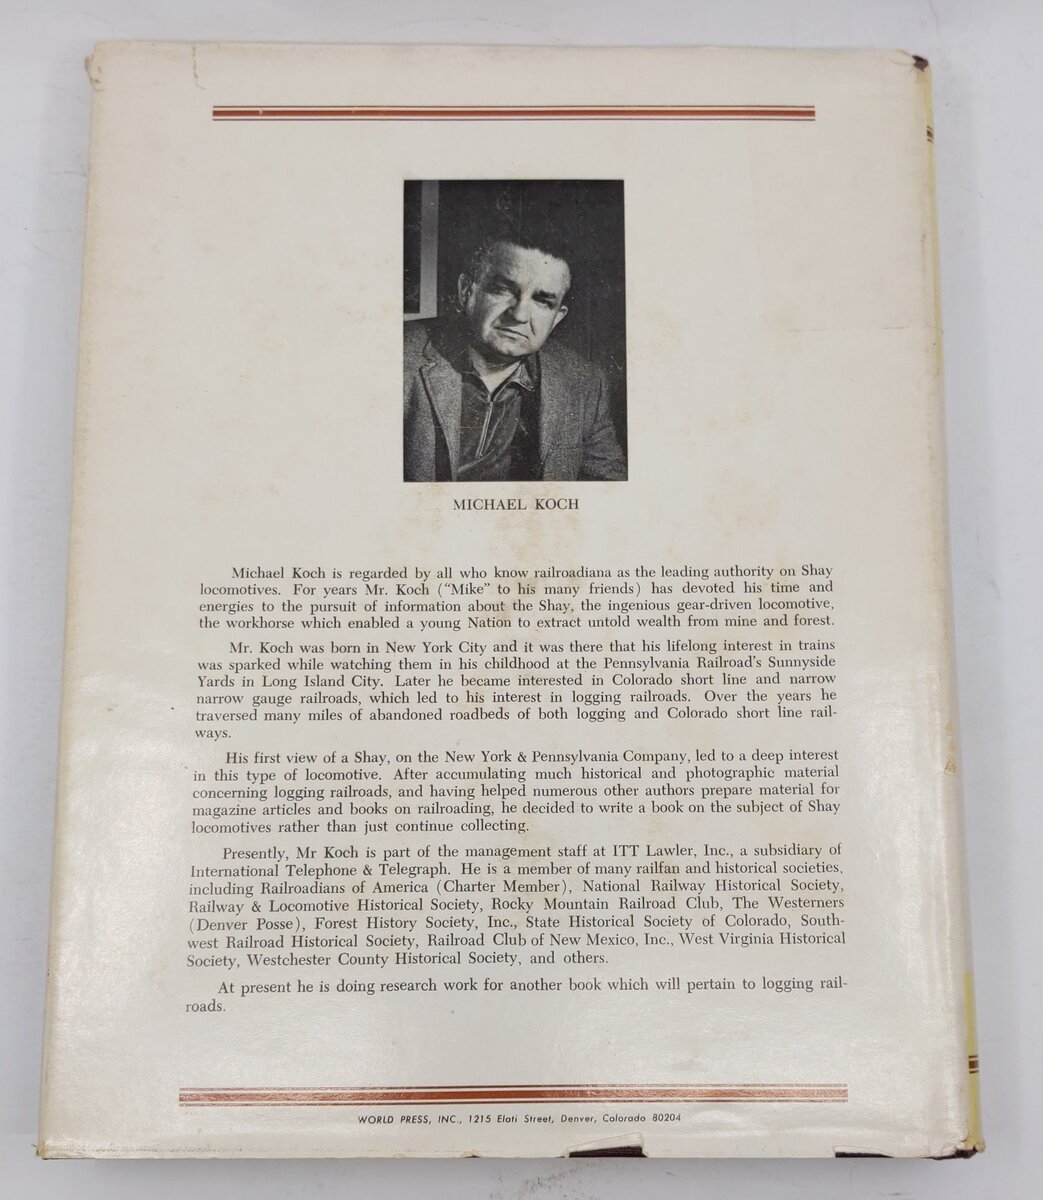 MICHAEL KOCH
Michael Koch is regarded by all who know railroadiana as the leading authority on Shay
locomotives. For years Mr. Koch ("Mike" to his many friends) has devoted his time and
energies to the pursuit of information about the Shay, the ingenious gear-driven locomotive,
the workhorse which enabled a young Nation to extract untold wealth from mine and forest.
Mr. Koch was born in New York City and it was there that his lifelong interest in trains
was sparked while watching them in his childhood at the Pennsylvania Railroad's Sunnyside
Yards in Long Island City. Later he became interested in Colorado short line and narrow
narrow gauge railroads, which led to his interest in logging railroads. Over the years he
traversed many miles of abandoned roadbeds of both logging and Colorado short line rail-
ways.
His first view of a Shay, on the New York & Pennsylvania Company, led to a deep interest
in this type of locomotive. After accumulating much historical and photographic material
concerning logging railroads, and having helped numerous other authors prepare material for
magazine articles and books on railroading, he decided to write a book on the subject of Shay
locomotives rather than just continue collecting.
Presently, Mr Koch is part of the management staff at ITT Lawler, Inc., a subsidiary of
International Telephone & Telegraph. He is a member of many railfan and historical societies,
including Railroadians of America (Charter Member), National Railway Historical Society,
Railway & Locomotive Historical Society, Rocky Mountain Railroad Club, The Westerners
(Denver Posse), Forest History Society, Inc., State Historical Society of Colorado, South-
west Railroad Historical Society, Railroad Club of New Mexico, Inc., West Virginia Historical
Society, Westchester County Historical Society, and others.
At present he is doing research work for another book which will pertain to logging rail-
roads.
WORLD PRESS, INC., 1215 Elati Street, Denver, Colorado 80204